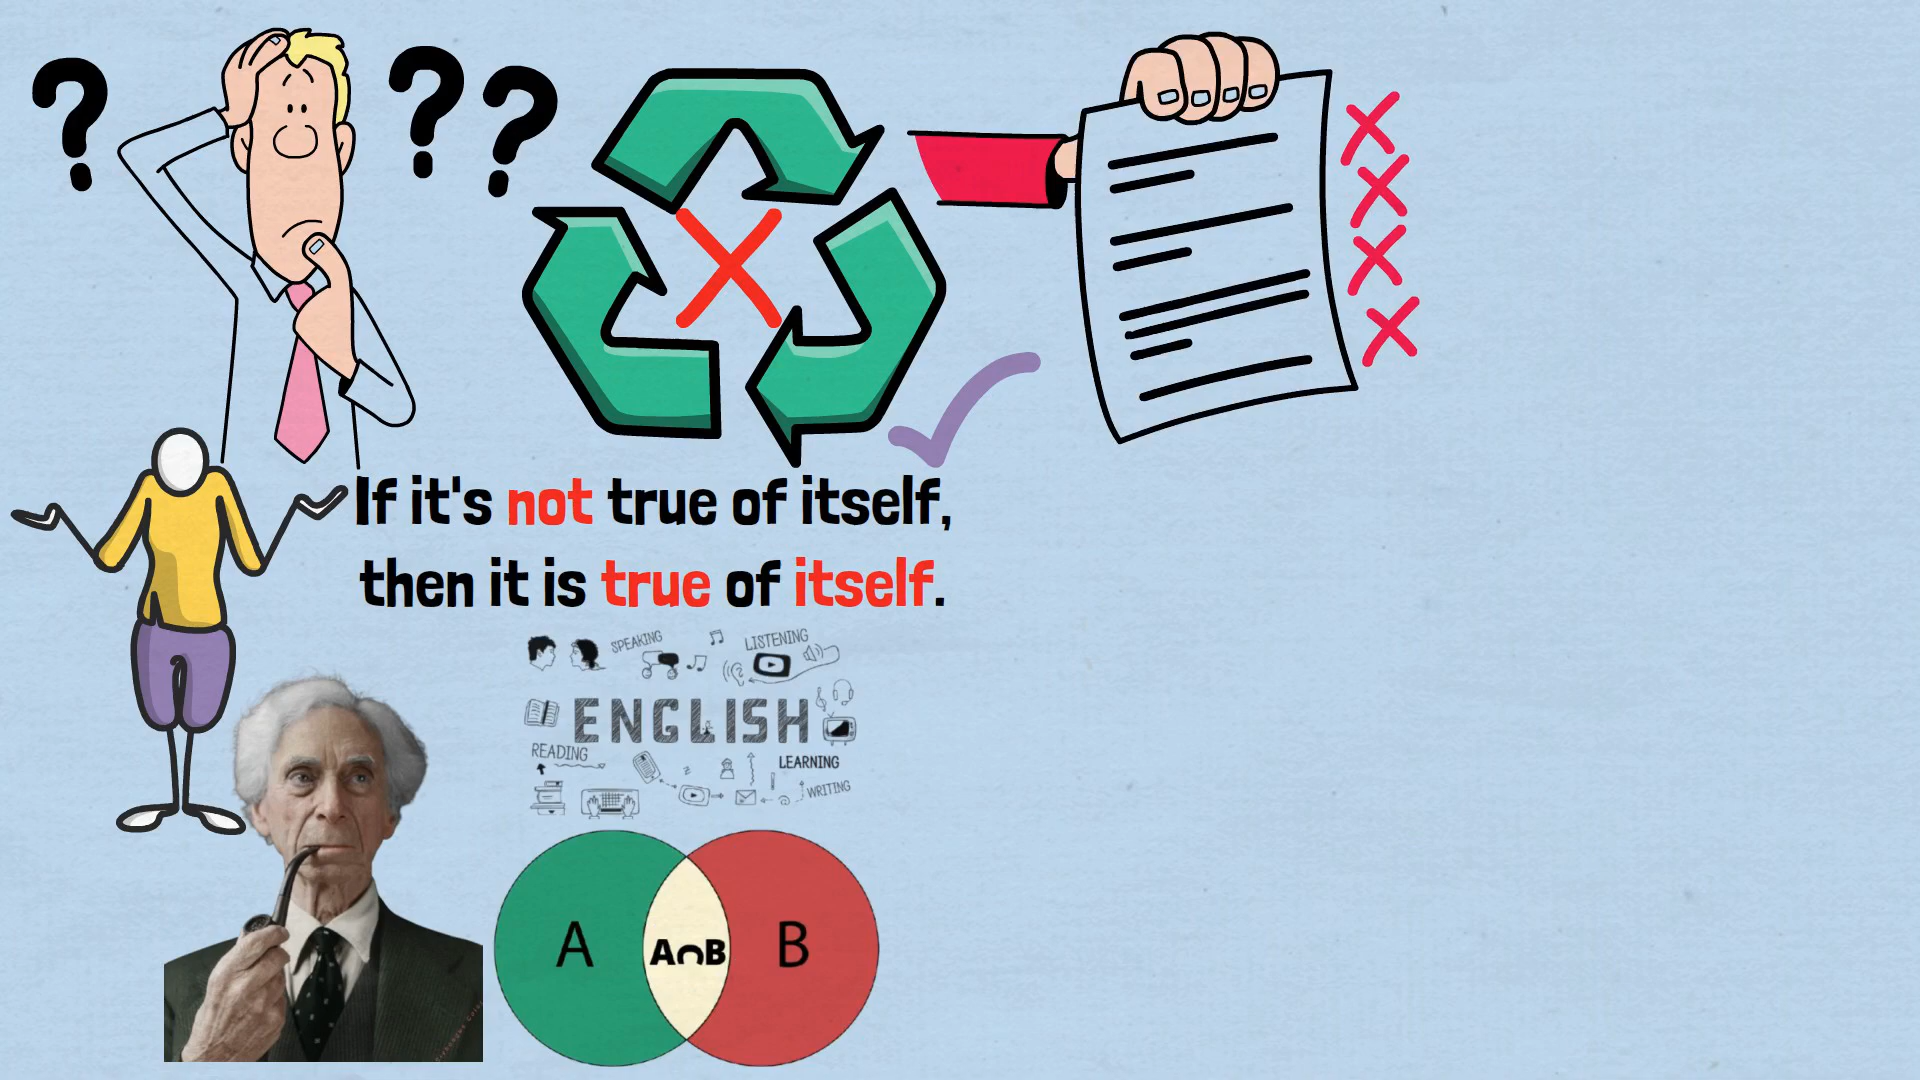 ? ? ?
If it's not true of itself,
then it is true of itself.
SPEAKING
LISTENING
ENGLISH
READING
LEARNING
WRITING
A A∩B B